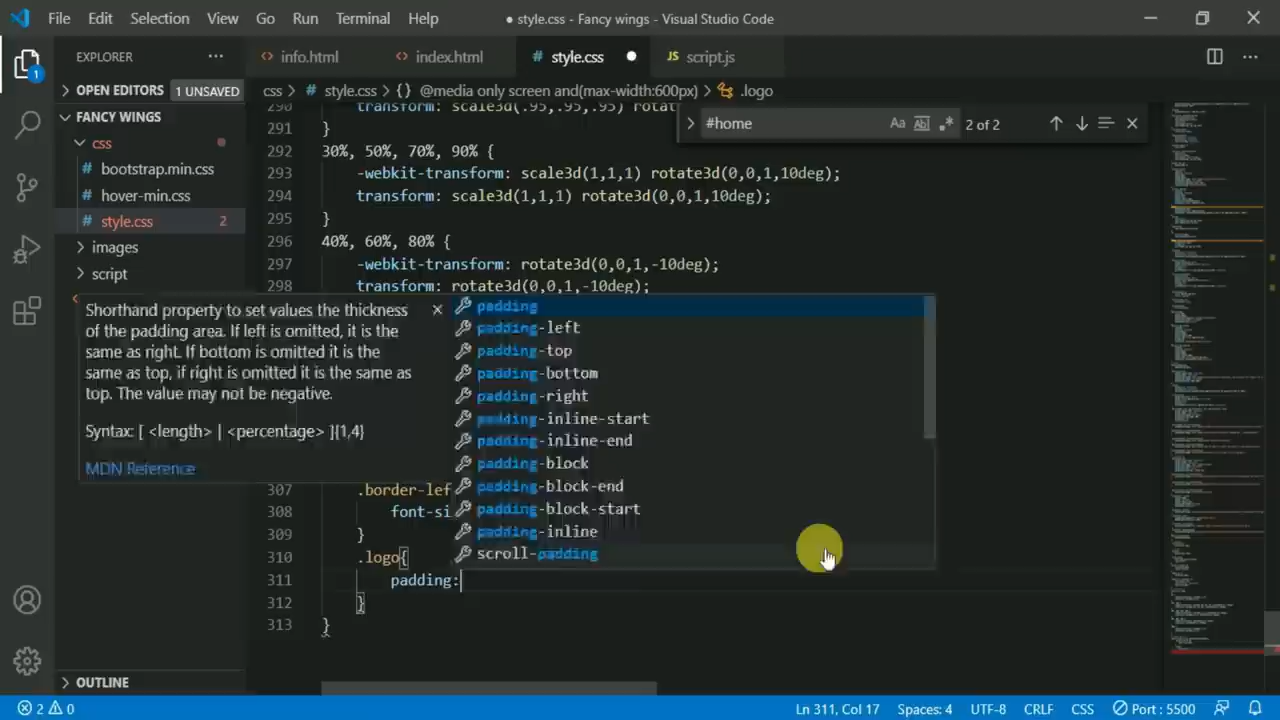 File Edit Selection View Go Run Terminal Help
● style.css - Fancy wings - Visual Studio Code
EXPLORER
info.html
index.html
style.css
JS script.js
OPEN EDITORS 1 UNSAVED
css > # style.css > {} @media only screen and(max-width:600px) > .logo
#home
Aa ab .* 2 of 2
FANCY WINGS
css
# bootstrap.min.css
# hover-min.css
# style.css 2
images
script
290 transform: scale3d(.95,.95,.95) rotat
291 }
292 30%, 50%, 70%, 90% {
293 -webkit-transform: scale3d(1,1,1) rotate3d(0,0,1,10deg);
294 transform: scale3d(1,1,1) rotate3d(0,0,1,10deg);
295 }
296 40%, 60%, 80% {
297 -webkit-transform: rotate3d(0,0,1,-10deg);
298 transform: rotate3d(0,0,1,-10deg);
Shorthand property to set values the thickness
of the padding area. If left is omitted, it is the
same as right. If bottom is omitted it is the
same as top, if right is omitted it is the same as
top. The value may not be negative.
Syntax: [ <length> | <percentage> ]{1,4}
MDN Reference
padding
padding-left
padding-top
padding-bottom
padding-right
padding-inline-start
padding-inline-end
padding-block
padding-block-end
padding-block-start
padding-inline
scroll-padding
307 .border-lef
308 font-si
309 }
310 .logo{
311 padding:
312 }
313 }
OUTLINE
2 0
Ln 311, Col 17 Spaces: 4 UTF-8 CRLF CSS Port : 5500
1